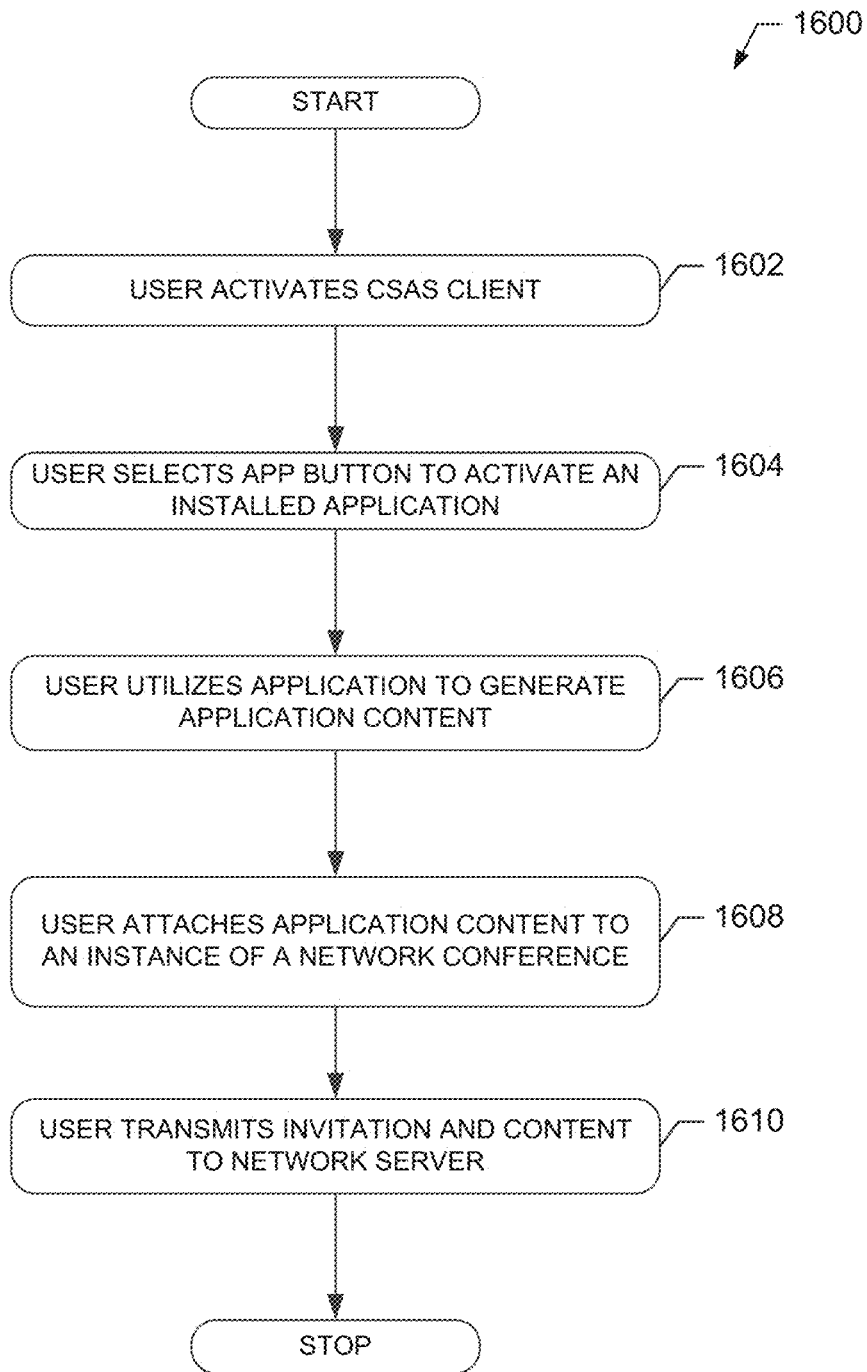 1600
START
USER ACTIVATES CSAS CLIENT
1602
USER SELECTS APP BUTTON TO ACTIVATE AN
INSTALLED APPLICATION
1604
USER UTILIZES APPLICATION TO GENERATE
APPLICATION CONTENT
1606
USER ATTACHES APPLICATION CONTENT TO
AN INSTANCE OF A NETWORK CONFERENCE
1608
USER TRANSMITS INVITATION AND CONTENT
TO NETWORK SERVER
1610
STOP